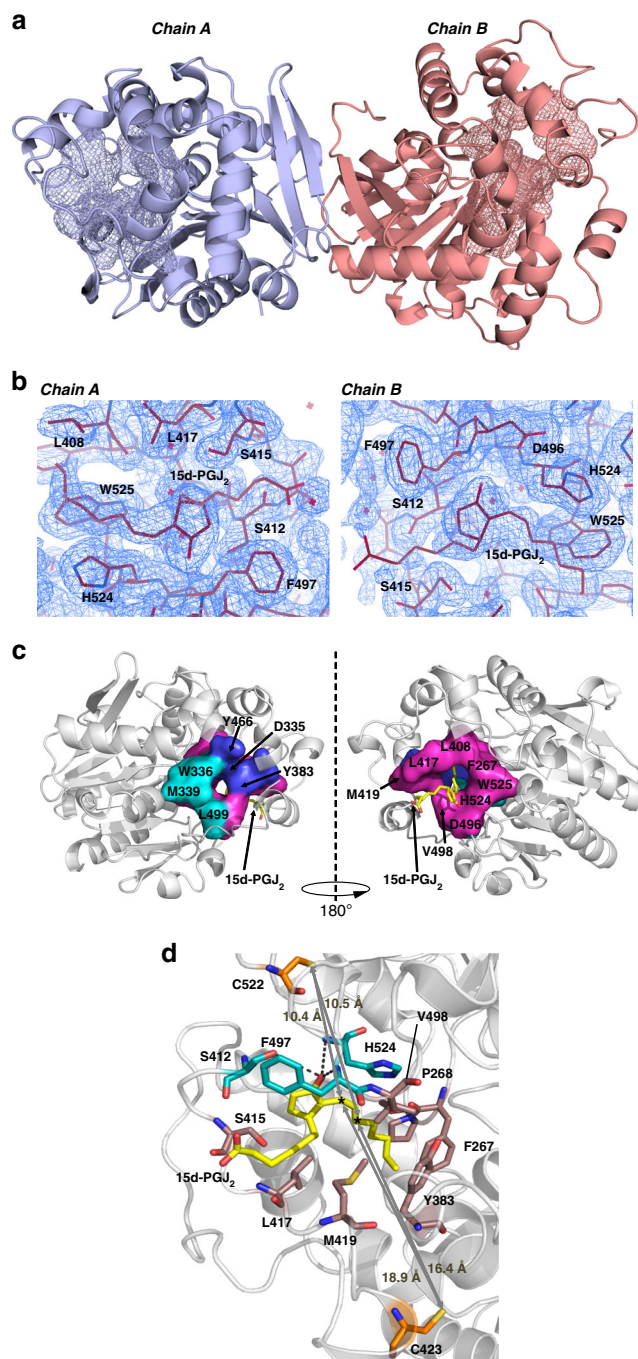 a
Chain A
Chain B
b
Chain A
Chain B
L408
L417
S415
W525
15d-PGJ2
S412
H524
F497
F497
D496
H524
S412
W525
15d-PGJ2
S415
c
Y466
D335
W336
Y383
M339
L499
15d-PGJ2
L408
L417
F267
M419
W525
H524
D496
V498
15d-PGJ2
180°
d
C522
10.5 Å
10.4 Å
V498
F497
H524
S412
P268
S415
F267
15d-PGJ2
Y383
L417
M419
18.9 Å
16.4 Å
C423